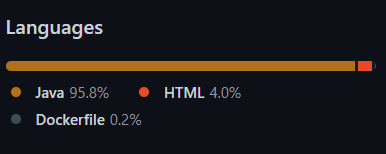 Languages
Java 95.8% HTML 4.0%
Dockerfile 0.2%